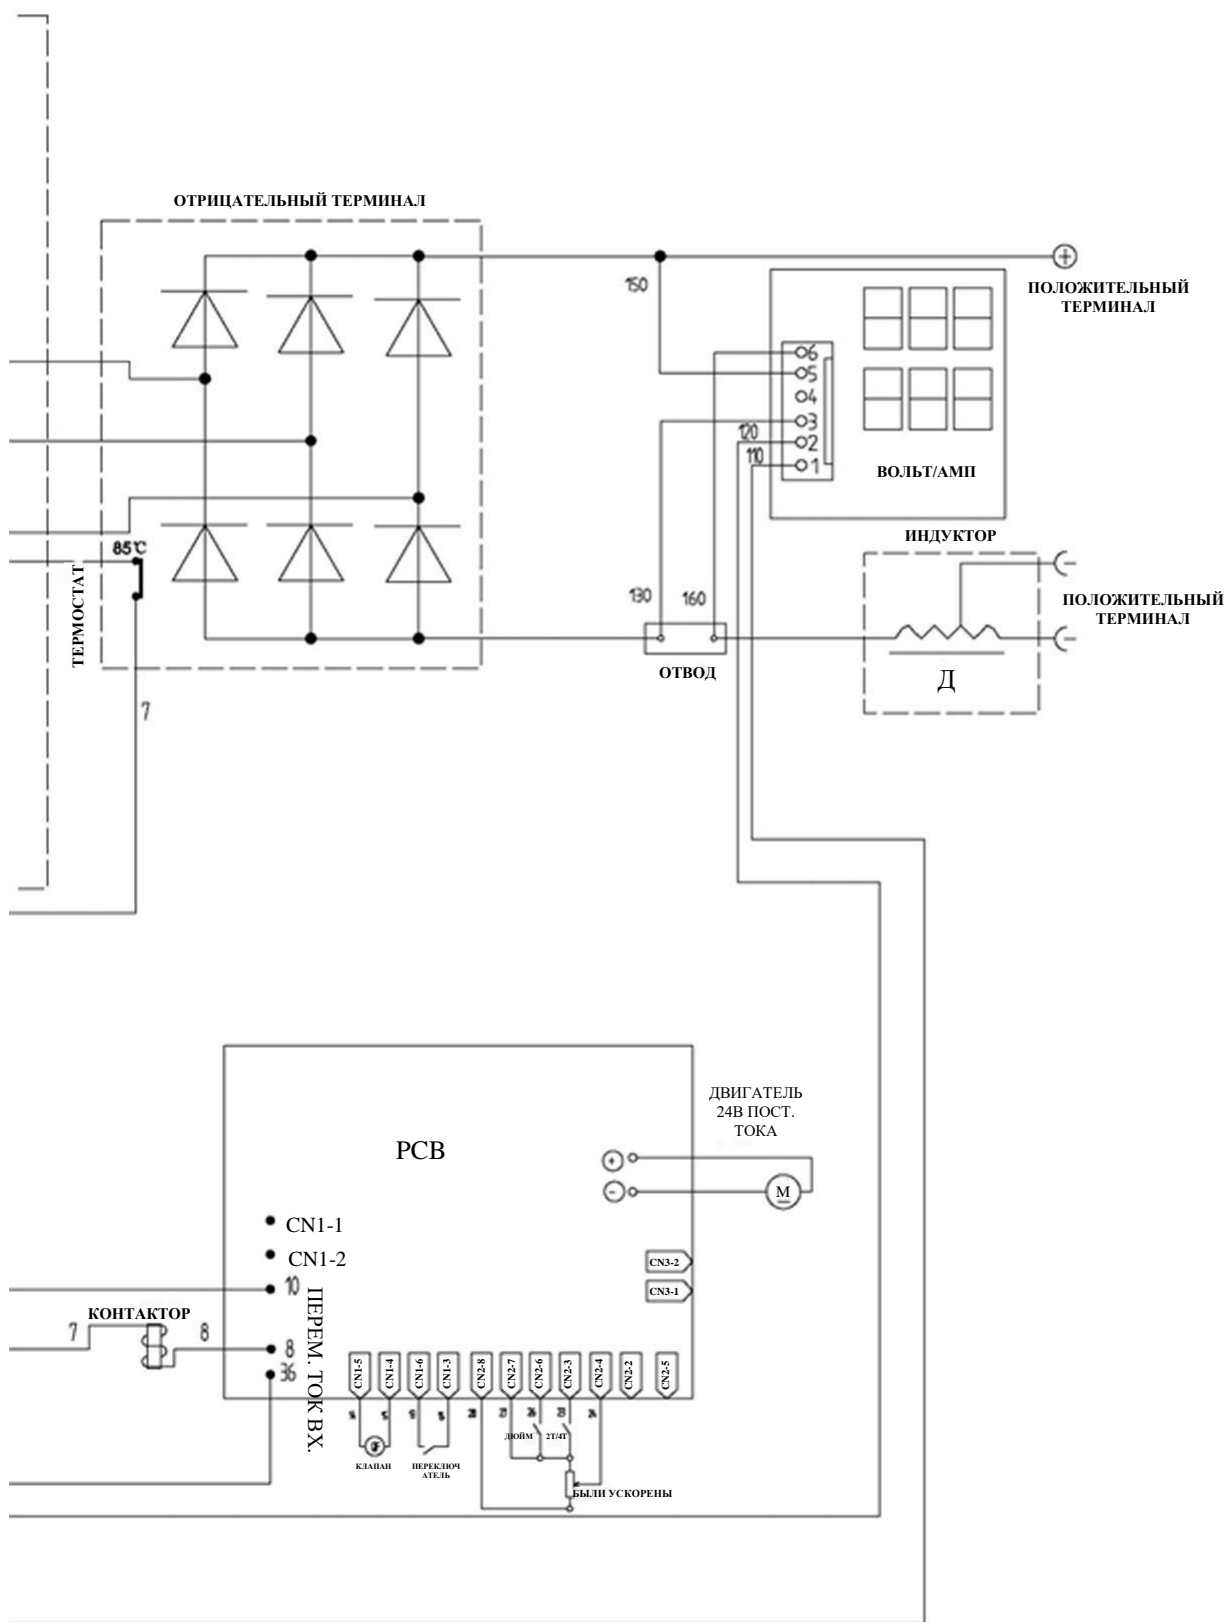 ОТРИЦАТЕЛЬНЫЙ ТЕРМИНАЛ
ПОЛОЖИТЕЛЬНЫЙ
ТЕРМИНАЛ
150
6
5
4
3
2
1
120
110
ВОЛЬТ/АМП
85℃
ТЕРМОСТАТ
ИНДУКТОР
130
160
ПОЛОЖИТЕЛЬНЫЙ
ТЕРМИНАЛ
ОТВОД
Д
7
ДВИГАТЕЛЬ
24В ПОСТ.
ТОКА
PCB
+
−
М
CN1-1
CN1-2
10
CN3-2
CN3-1
КОНТАКТОР
7
8
8
36
ПЕРЕМ. ТОК ВХ.
CN1-5
CN1-4
CN1-6
CN1-3
CN2-8
CN2-7
CN2-6
CN2-3
CN2-4
CN2-2
CN2-5
ДЮЙМ
2Т/4Т
КЛАПАН
ПЕРЕКЛЮЧ
АТЕЛЬ
БЫЛИ УСКОРЕНЫ